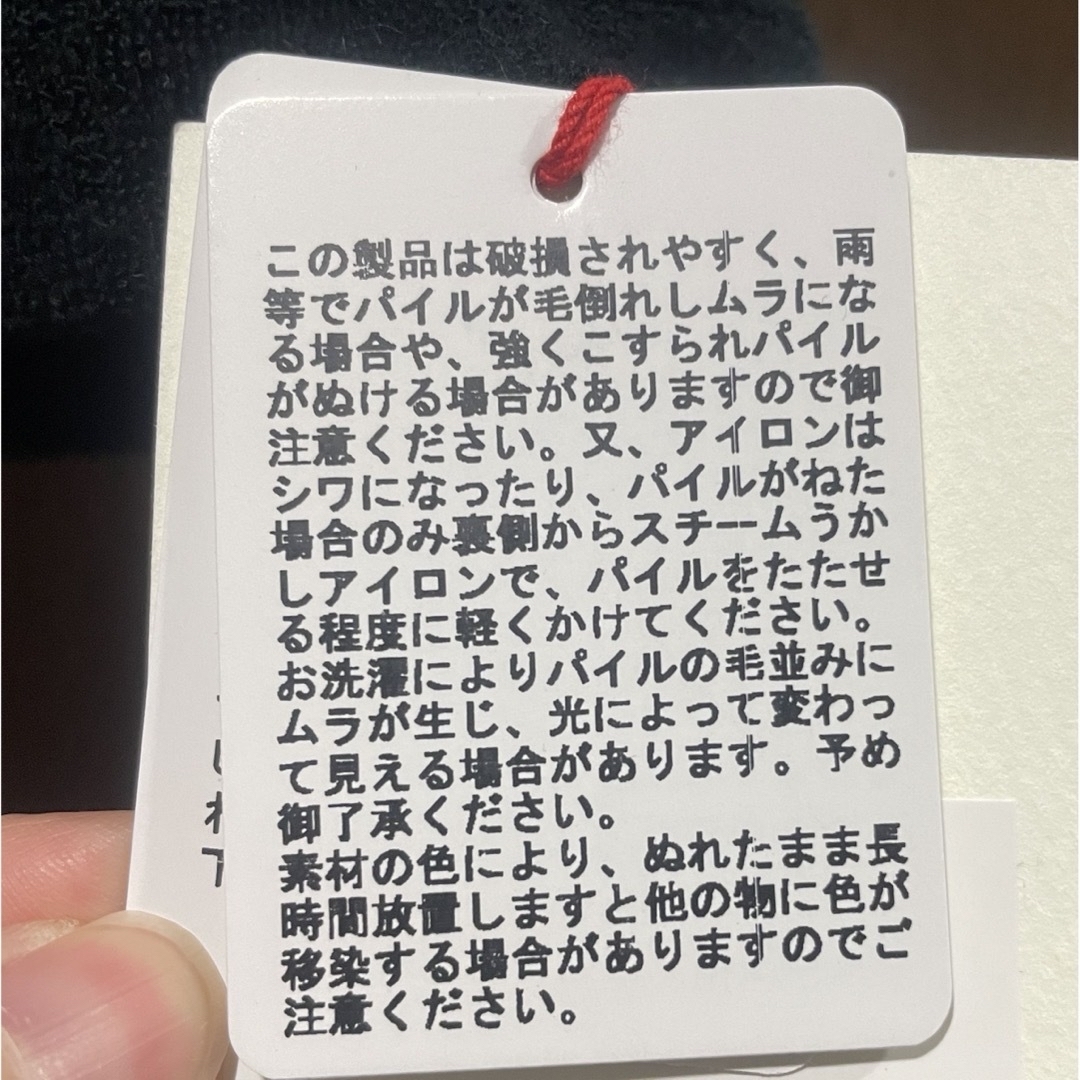 この製品は破損されやすく、雨
等でパイルが毛倒れしムラにな
る場合や、強くこすられパイル
がぬける場合がありますので御
注意ください。又、アイロンは
シワになったり、パイルがねた
場合のみ裏側からスチームうか
しアイロンで、パイルをたたせ
る程度に軽くかけてください。
お洗濯によりパイルの毛並みに
ムラが生じ、光によって変わっ
て見える場合があります。予め
御了承ください。
素材の色により、ぬれたまま長
時間放置しますと他の物に色が
移染する場合がありますのでご
注意ください。